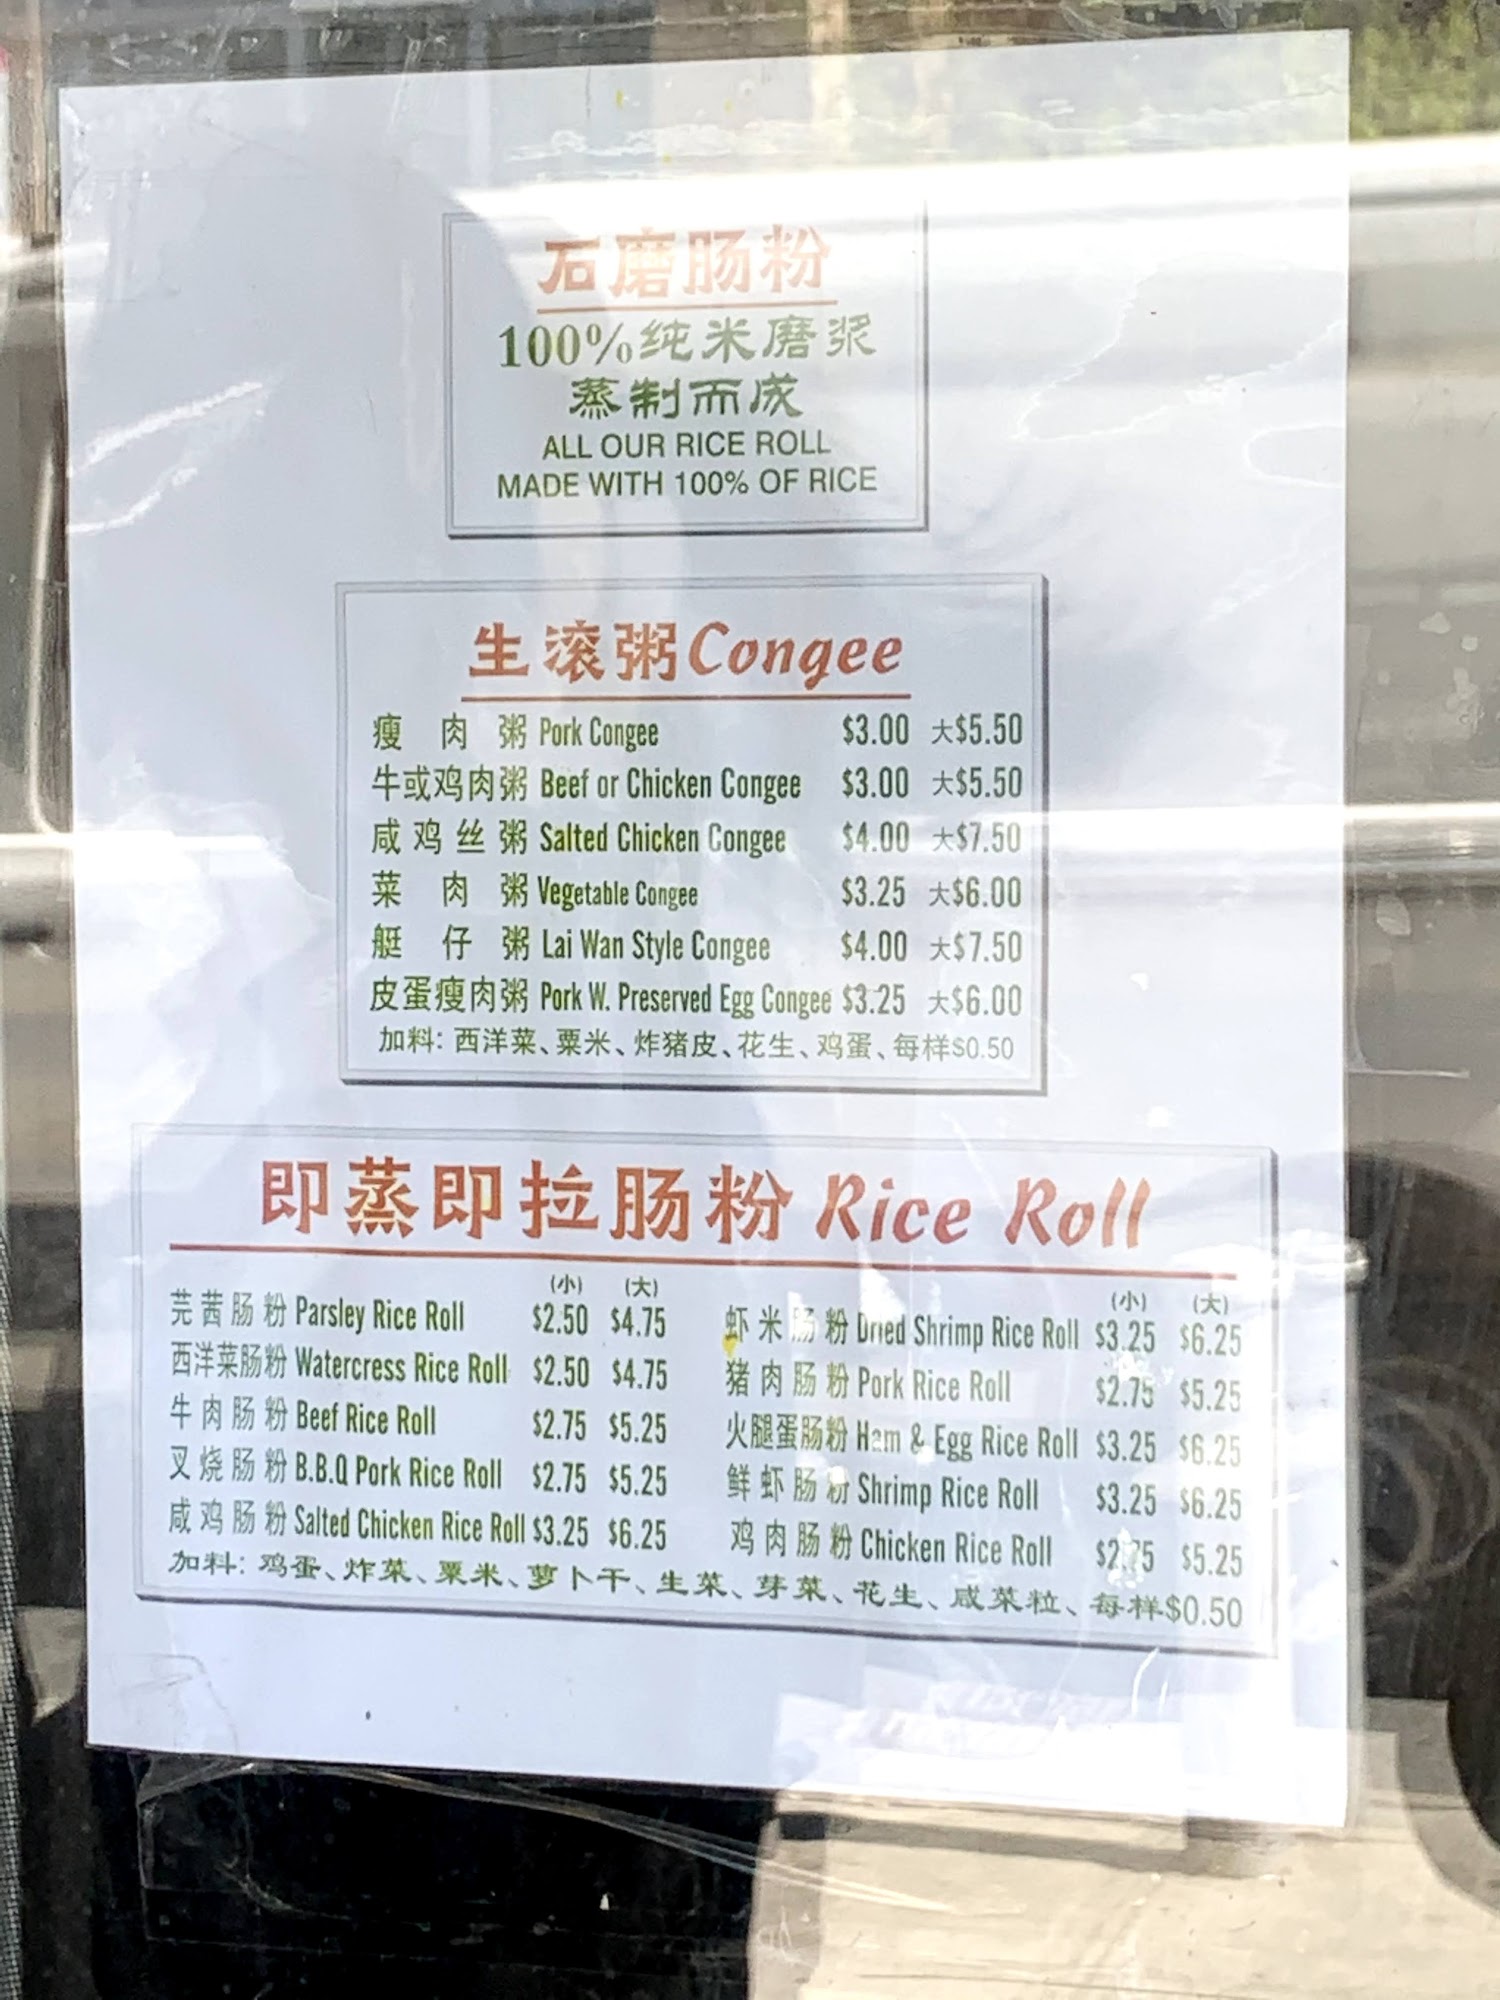 石磨肠粉
100%纯米磨浆
蒸制而成
ALL OUR RICE ROLL
MADE WITH 100% OF RICE
生滚粥Congee
瘦肉粥 Pork Congee $3.00 大$5.50
牛或鸡肉粥 Beef or Chicken Congee $3.00 大$5.50
咸鸡丝粥 Salted Chicken Congee $4.00 大$7.50
菜肉粥 Vegetable Congee $3.25 大$6.00
艇仔粥 Lai Wan Style Congee $4.00 大$7.50
皮蛋瘦肉粥 Pork W. Preserved Egg Congee $3.25 大$6.00
加料: 西洋菜、粟米、炸猪皮、花生、鸡蛋、每样$0.50
即蒸即拉肠粉 Rice Roll
(小) (大)
芫茜肠粉 Parsley Rice Roll $2.50 $4.75
西洋菜肠粉 Watercress Rice Roll $2.50 $4.75
牛肉肠粉 Beef Rice Roll $2.75 $5.25
叉烧肠粉 B.B.Q Pork Rice Roll $2.75 $5.25
咸鸡肠粉 Salted Chicken Rice Roll $3.25 $6.25
(小) (大)
虾米肠粉 Dried Shrimp Rice Roll $3.25 $6.25
猪肉肠粉 Pork Rice Roll $2.75 $5.25
火腿蛋肠粉 Ham & Egg Rice Roll $3.25 $6.25
鲜虾肠粉 Shrimp Rice Roll $3.25 $6.25
鸡肉肠粉 Chicken Rice Roll $2.75 $5.25
加料: 鸡蛋、炸菜、粟米、萝卜干、生菜、芽菜、花生、咸菜粒、每样$0.50